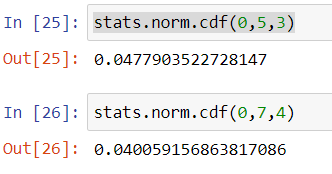 In [25]: stats.norm.cdf(0,5,3)
Out[25]: 0.0477903522728147
In [26]: stats.norm.cdf(0,7,4)
Out[26]: 0.040059156863817086